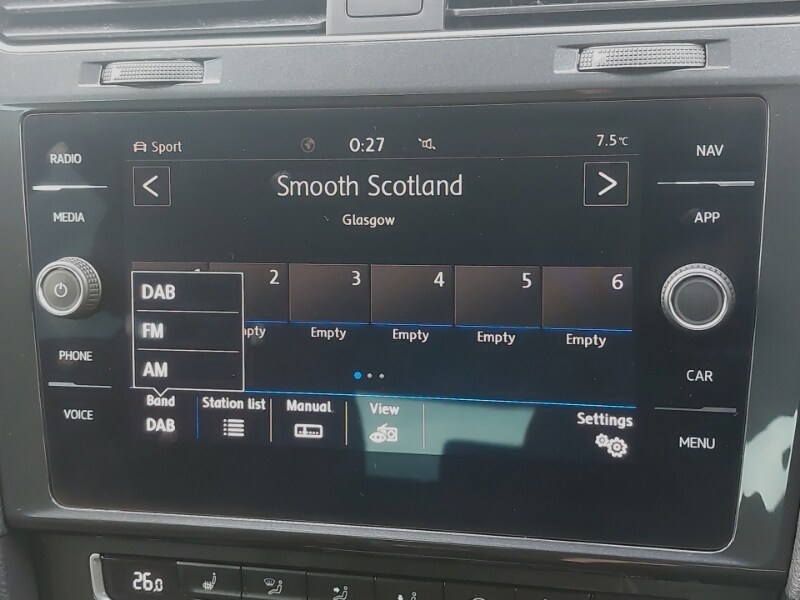 RADIO
MEDIA
PHONE
VOICE
Sport 0:27 7.5°C
Smooth Scotland
Glasgow
2 3 4 5 6
Empty Empty Empty Empty
DAB
FM
AM
Band
DAB
Station list
Manual
View
Settings
NAV
APP
CAR
MENU
26.0